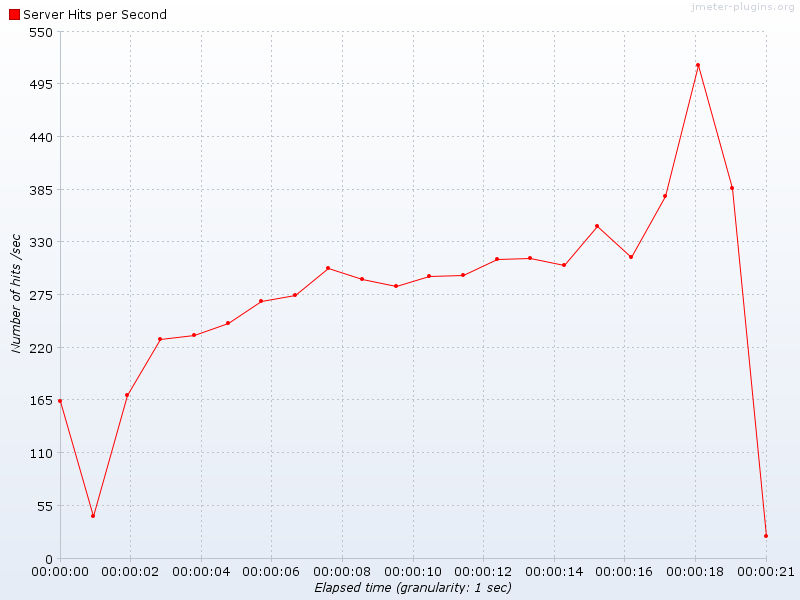 jmeter-plugins.org
Server Hits per Second
550
495
440
385
330
275
220
165
110
55
0
Number of hits /sec
00:00:00 00:00:02 00:00:04 00:00:06 00:00:08 00:00:10 00:00:12 00:00:14 00:00:16 00:00:18 00:00:21
Elapsed time (granularity: 1 sec)